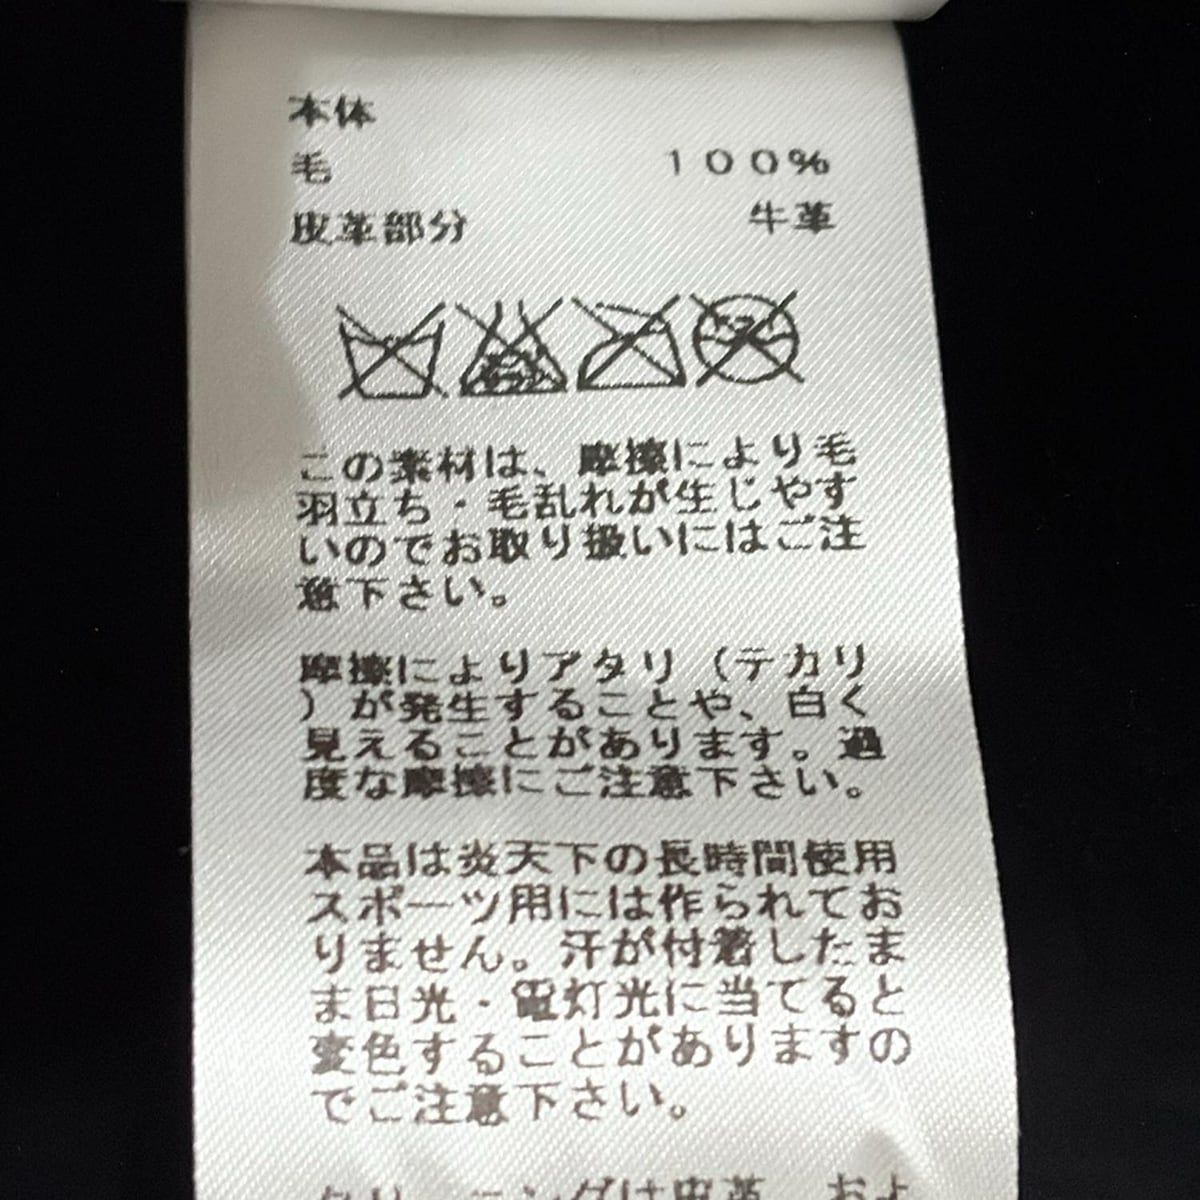 本体
毛 100%
皮革部分 牛革
この素材は、摩擦により毛
羽立ち・毛乱れが生じやす
いのでお取り扱いにはご注
意下さい。
摩擦によりアタリ（テカリ
）が発生することや、白く
見えることがあります。過
度な摩擦にご注意下さい。
本品は炎天下の長時間使用
スポーツ用には作られてお
りません。汗が付着したま
ま日光・電灯光に当てると
変色することがありますの
でご注意下さい。